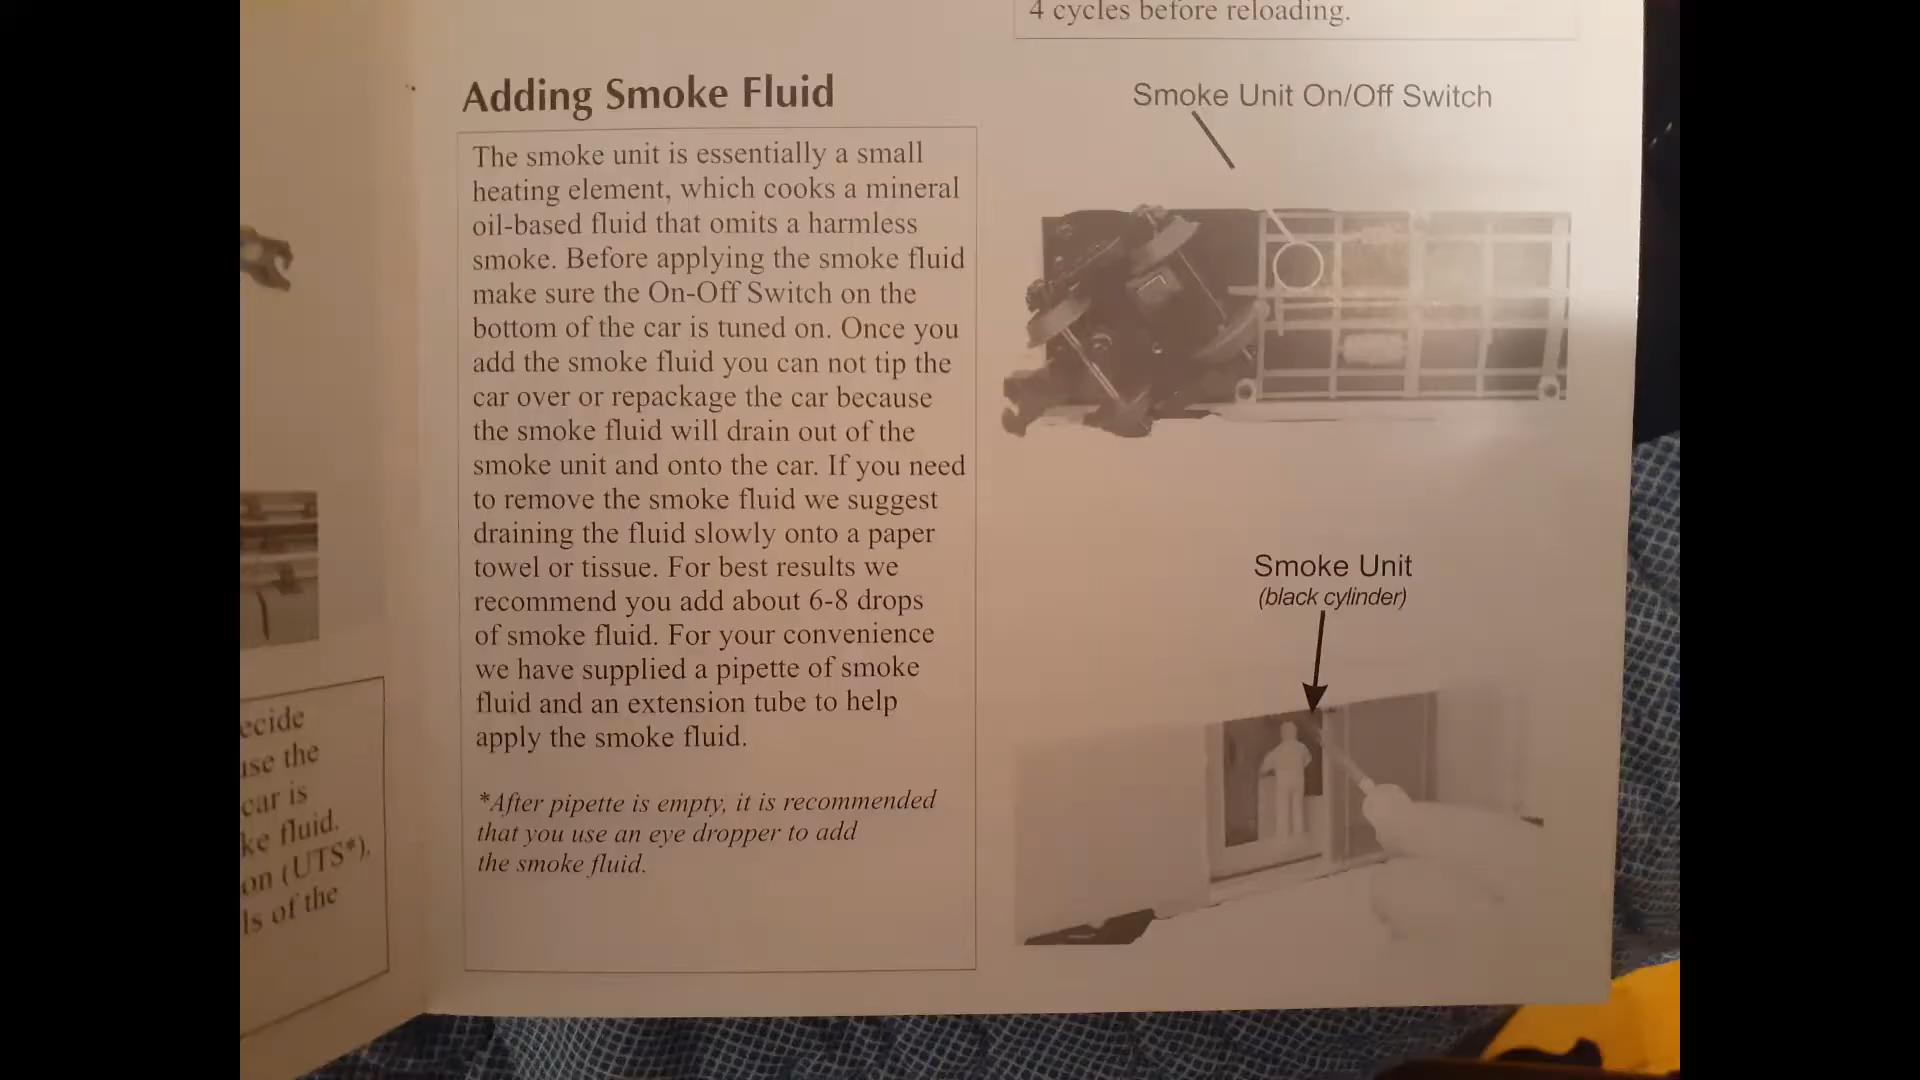 4 cycles before reloading.
Adding Smoke Fluid
The smoke unit is essentially a small
heating element, which cooks a mineral
oil-based fluid that omits a harmless
smoke. Before applying the smoke fluid
make sure the On-Off Switch on the
bottom of the car is tuned on. Once you
add the smoke fluid you can not tip the
car over or repackage the car because
the smoke fluid will drain out of the
smoke unit and onto the car. If you need
to remove the smoke fluid we suggest
draining the fluid slowly onto a paper
towel or tissue. For best results we
recommend you add about 6-8 drops
of smoke fluid. For your convenience
we have supplied a pipette of smoke
fluid and an extension tube to help
apply the smoke fluid.
*After pipette is empty, it is recommended
that you use an eye dropper to add
the smoke fluid.
Smoke Unit On/Off Switch
Smoke Unit
(black cylinder)
ecide
use the
car is
ke fluid.
on (UTS*),
ls of the